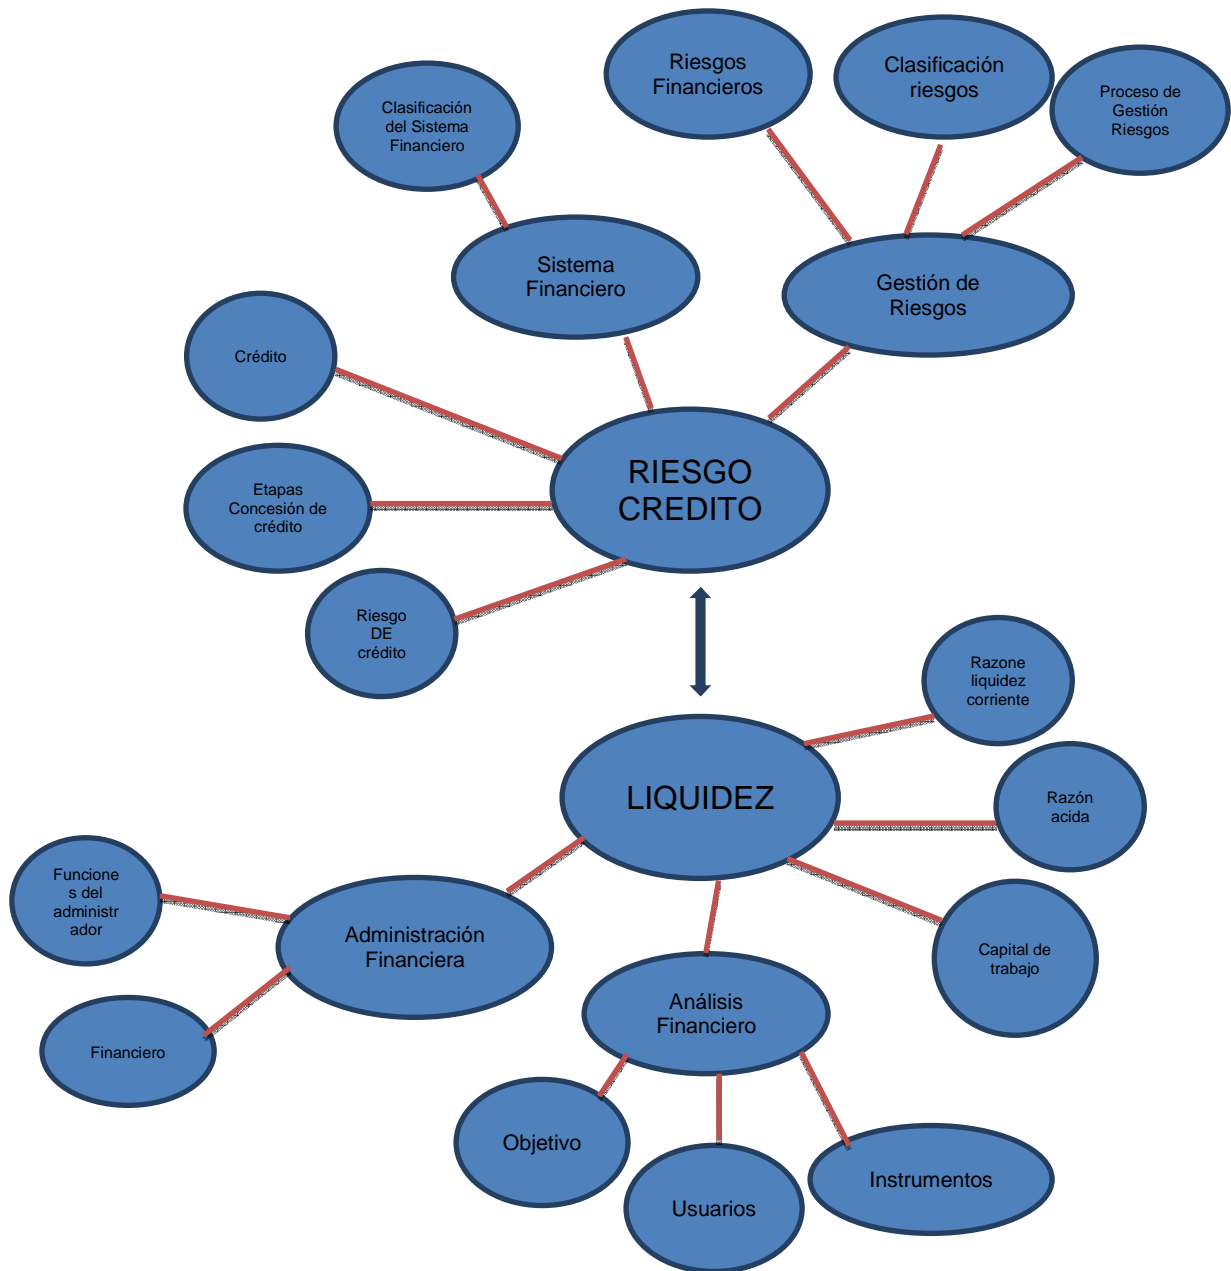 Riesgos
Financieros
Clasificación
riesgos
Proceso de
Gestión
Riesgos
Clasificación
del Sistema
Financiero
Sistema
Financiero
Gestión de
Riesgos
Crédito
RIESGO
CREDITO
Etapas
Concesión de
crédito
Riesgo
DE
crédito
Razone
liquidez
corriente
LIQUIDEZ
Razón
acida
Funcione
s del
administr
ador
Administración
Financiera
Capital de
trabajo
Análisis
Financiero
Financiero
Objetivo
Usuarios
Instrumentos